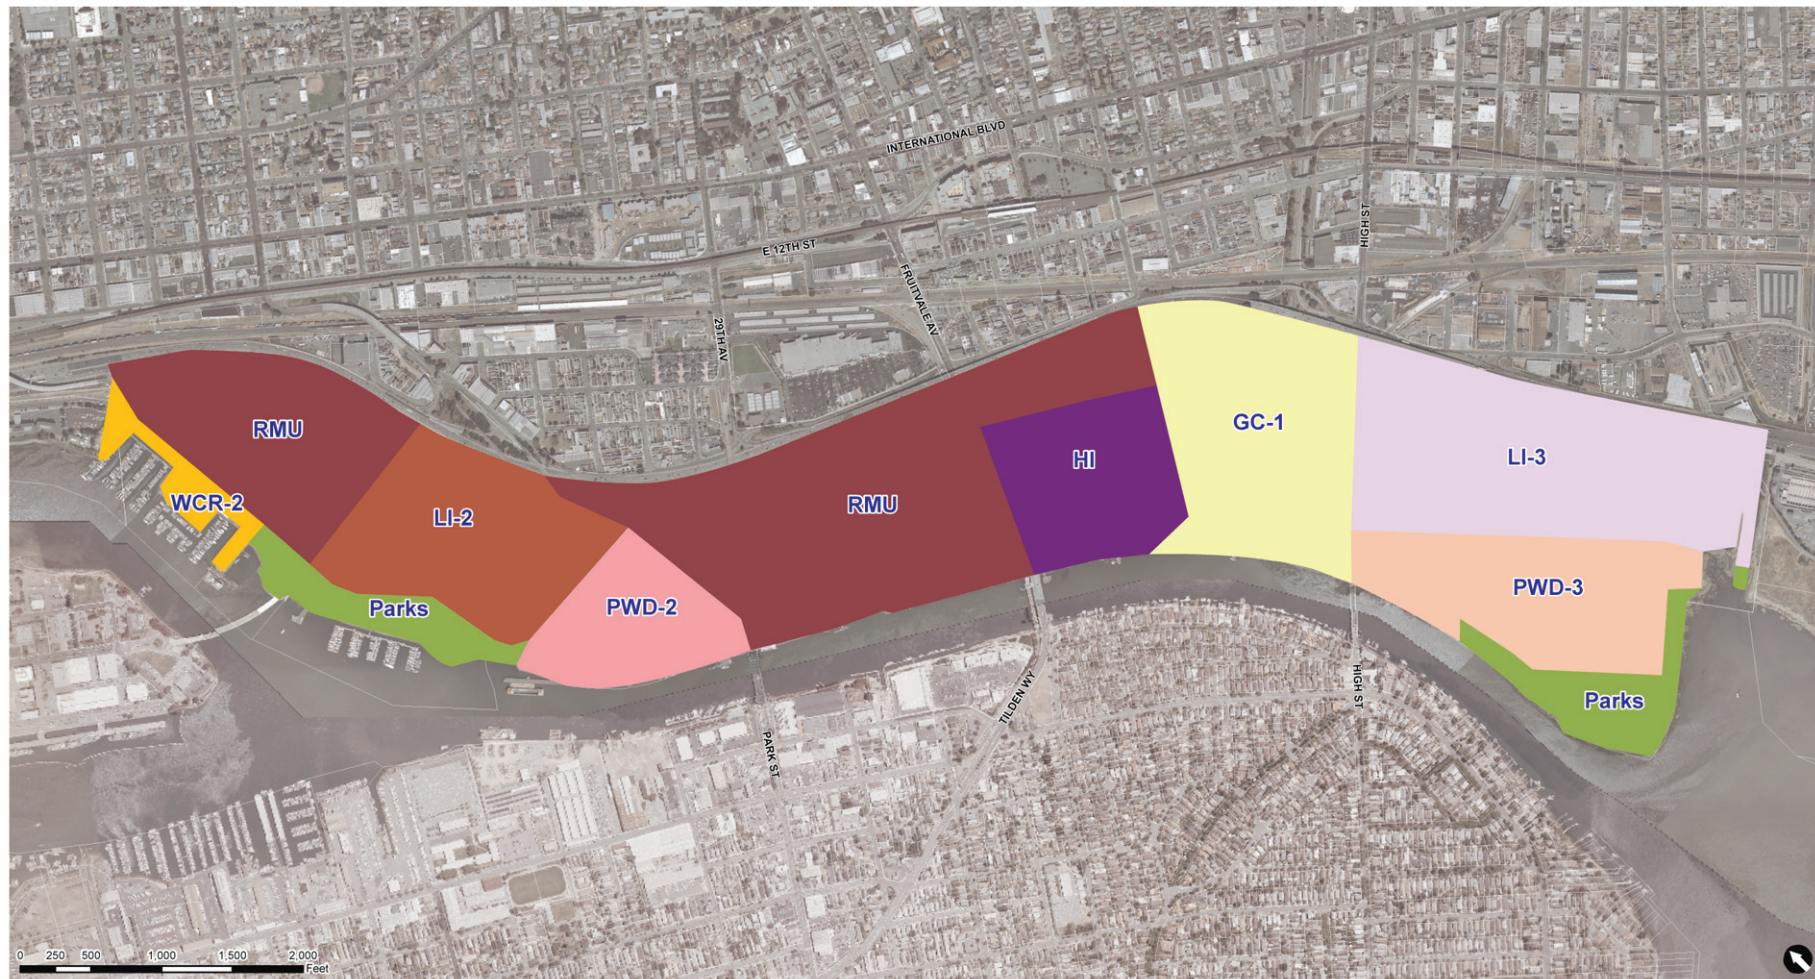 INTERNATIONAL BLVD
HIGH ST
E 12TH ST
FRUITVALE AV
29TH AV
RMU
GC-1
HI
LI-3
WCR-2
LI-2
RMU
PWD-3
Parks
PWD-2
Parks
TILDEN WY
HIGH ST
PARK ST
0 250 500 1,000 1,500 2,000
Feet